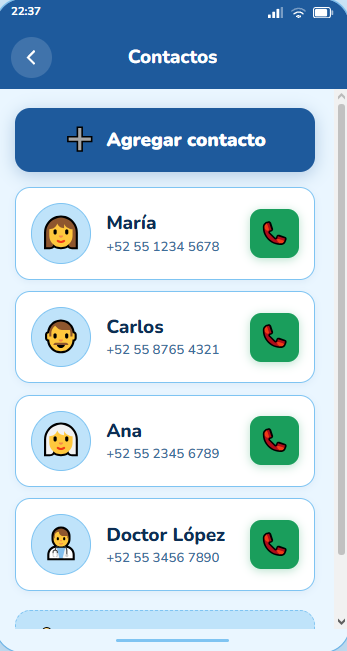 22:37
Contactos
Agregar contacto
María
+52 55 1234 5678
Carlos
+52 55 8765 4321
Ana
+52 55 2345 6789
Doctor López
+52 55 3456 7890